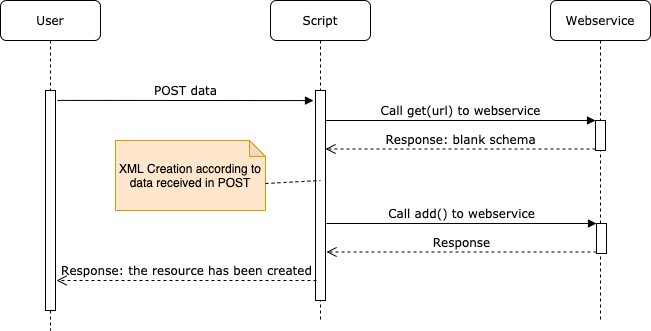 User
Script
Webservice
POST data
Call get(url) to webservice
Response: blank schema
XML Creation according to
data received in POST
Call add() to webservice
Response
Response: the resource has been created